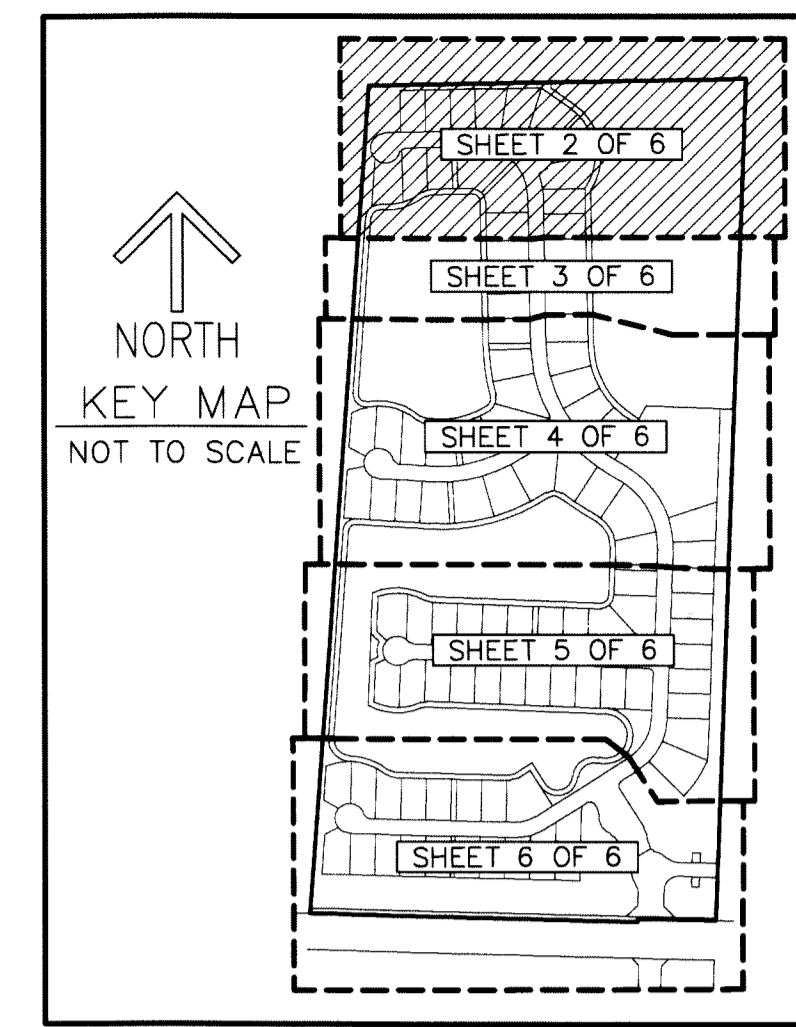 SHEET 2 OF 6
SHEET 3 OF 6
NORTH
KEY MAP
NOT TO SCALE
SHEET 4 OF 6
SHEET 5 OF 6
SHEET 6 OF 6